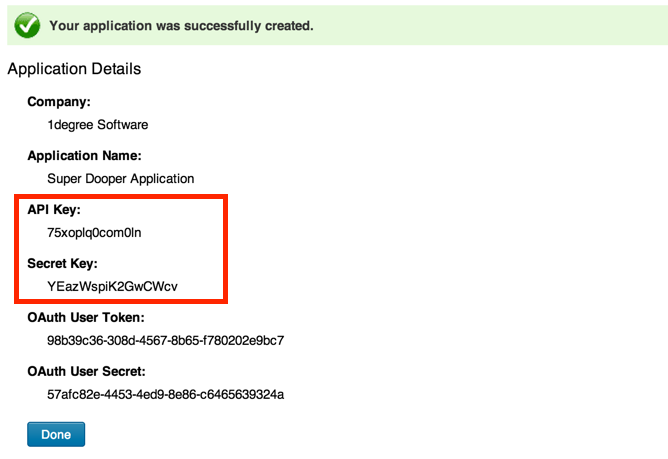 Your application was successfully created.
Application Details
Company:
1degree Software
Application Name:
Super Dooper Application
API Key:
75xoplq0com0ln
Secret Key:
YEazWspiK2GwCWcv
OAuth User Token:
98b39c36-308d-4567-8b65-f780202e9bc7
OAuth User Secret:
57afc82e-4453-4ed9-8e86-c6465639324a
Done